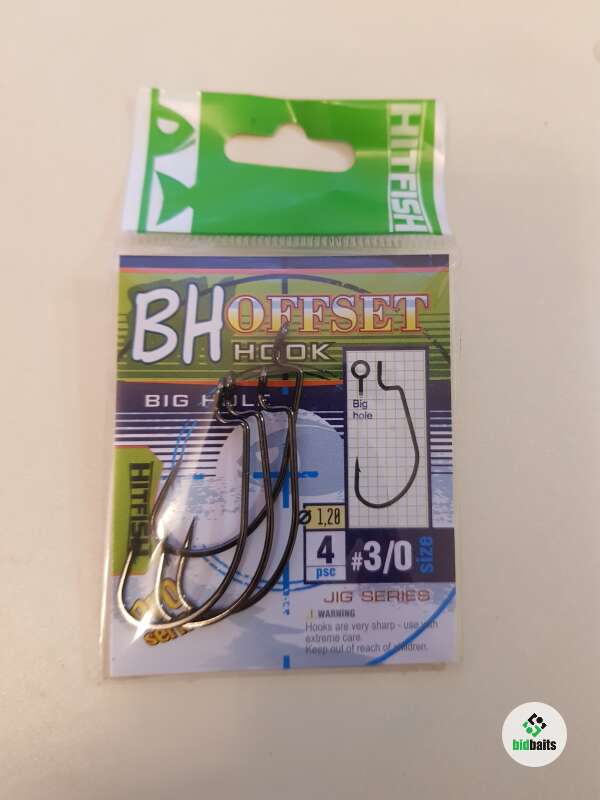 HITFISH
BH OFFSET
HOOK
BIG HOLE
Big
hole
HITFISH
Ø 1,20
4
psc
#3/0
size
JIG SERIES
WARNING
Hooks are very sharp - use with
extreme care.
Keep out of reach of children.
bidbaits